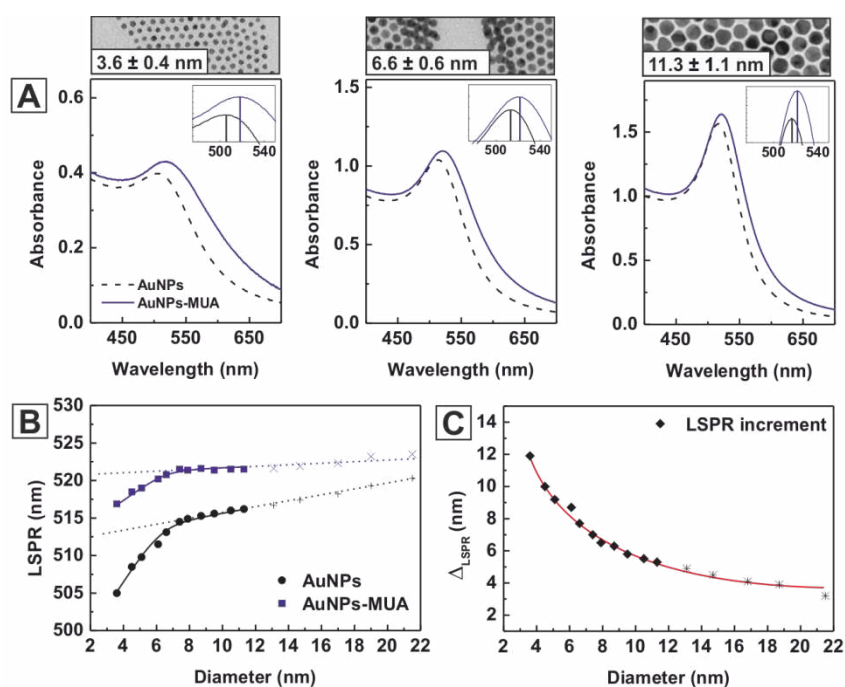 3.6 ± 0.4 nm
6.6 ± 0.6 nm
11.3 ± 1.1 nm
A
0.6
0.4
0.2
0.0
Absorbance
450 550 650
Wavelength (nm)
500 540
AuNPs
AuNPs-MUA
1.5
1.0
0.5
0.0
Absorbance
450 550 650
Wavelength (nm)
500 540
1.5
1.0
0.5
0.0
Absorbance
450 550 650
Wavelength (nm)
500 540
B
530
525
520
515
510
505
500
LSPR (nm)
2 4 6 8 10 12 14 16 18 20 22
Diameter (nm)
AuNPs
AuNPs-MUA
C
14
12
10
8
6
4
2
ΔLSPR (nm)
2 4 6 8 10 12 14 16 18 20 22
Diameter (nm)
LSPR increment